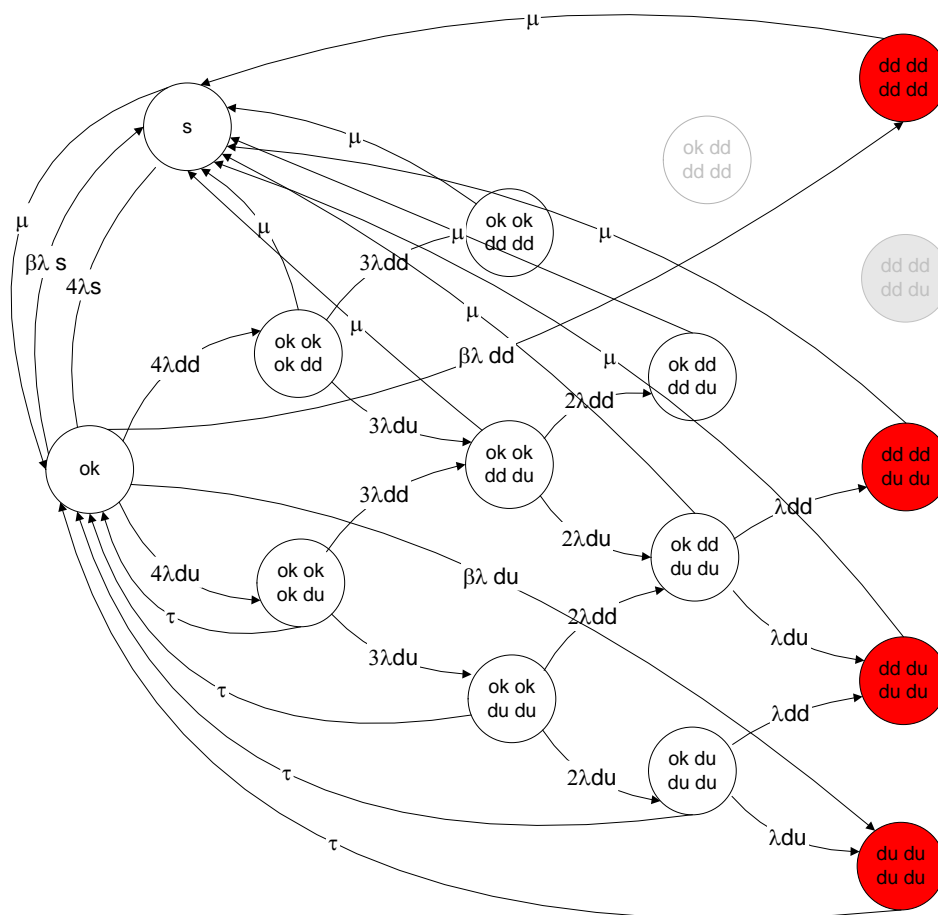 μ
dd dd
dd dd
s
μ
ok dd
dd dd
μ
βλ s
4λs
μ
3λdd
μ
ok ok
dd dd
μ
dd dd
dd du
4λdd
ok ok
ok dd
μ
μ
βλ dd
μ
ok dd
dd du
2λdd
3λdu
ok
ok ok
dd du
dd dd
du du
3λdd
λdd
2λdu
ok dd
du du
4λdu
ok ok
ok du
βλ du
τ
2λdd
λdu
3λdu
τ
ok ok
du du
dd du
du du
λdd
τ
2λdu
ok du
du du
τ
λdu
du du
du du